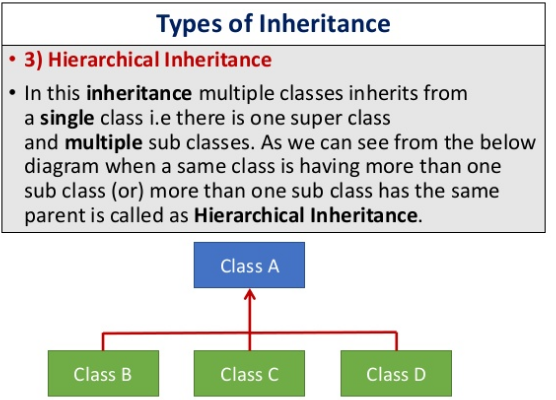 Types of Inheritance
• 3) Hierarchical Inheritance
• In this inheritance multiple classes inherits from
a single class i.e there is one super class
and multiple sub classes. As we can see from the below
diagram when a same class is having more than one
sub class (or) more than one sub class has the same
parent is called as Hierarchical Inheritance.
Class A
Class B
Class C
Class D